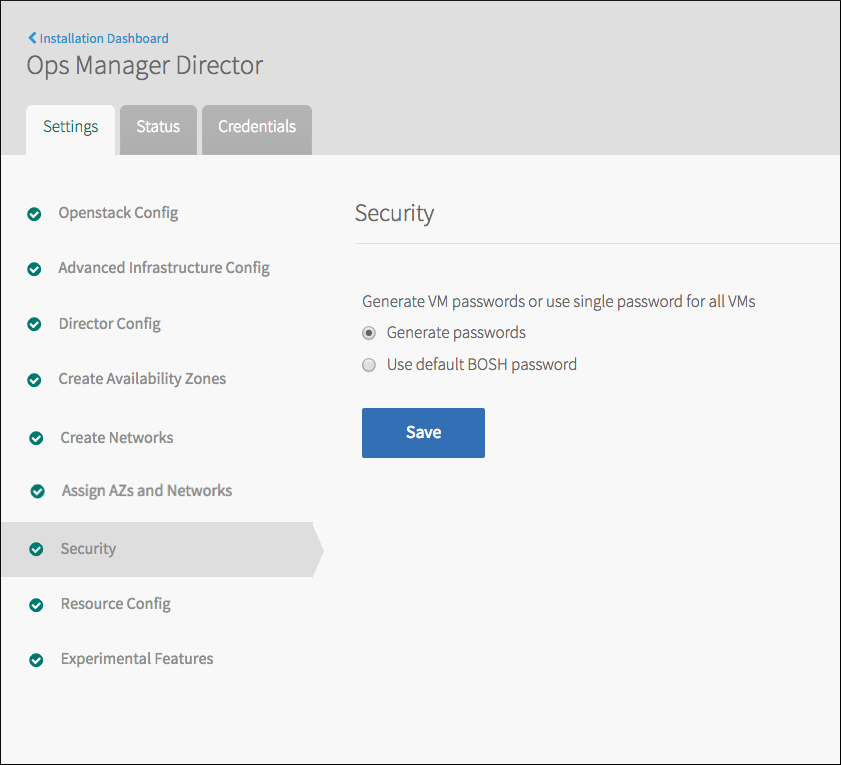 Installation Dashboard
Ops Manager Director
Settings
Status
Credentials
Openstack Config
Advanced Infrastructure Config
Director Config
Create Availability Zones
Create Networks
Assign AZs and Networks
Security
Resource Config
Experimental Features
Security
Generate VM passwords or use single password for all VMs
Generate passwords
Use default BOSH password
Save